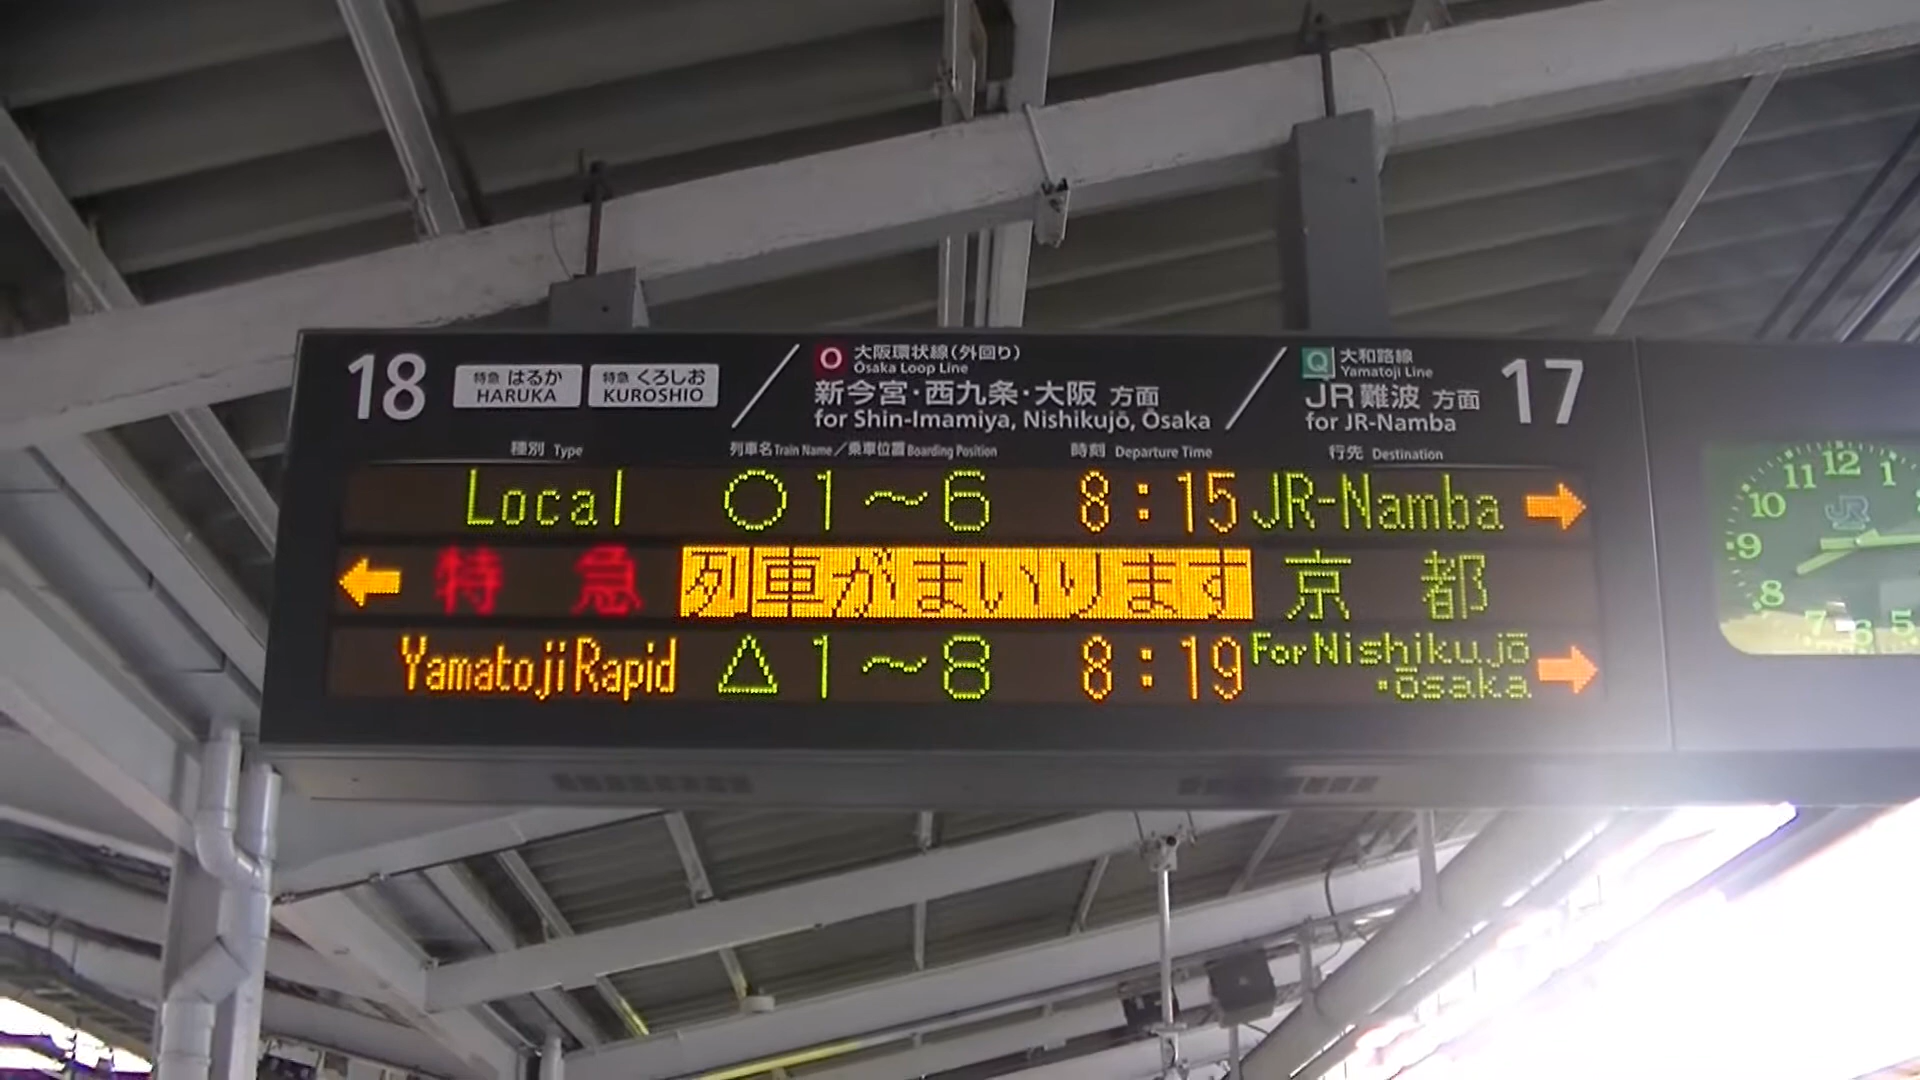 18
特急 はるか
HARUKA
特急 くろしお
KUROSHIO
O 大阪環状線(外回り)
Ōsaka Loop Line
新今宮・西九条・大阪 方面
for Shin-Imamiya, Nishikujō, Ōsaka
Q 大和路線
Yamatoji Line
JR難波 方面
for JR-Namba
17
種別 Type 列車名 Train Name／乗車位置 Boarding Position 時刻 Departure Time 行先 Destination
Local ○1～6 8:15 JR-Namba →
← 特急 列車がまいります 京都
Yamatoji Rapid △1～8 8:19 For Nishikujō・Ōsaka →
JR
12
1
11
10
9
8
7
6
5